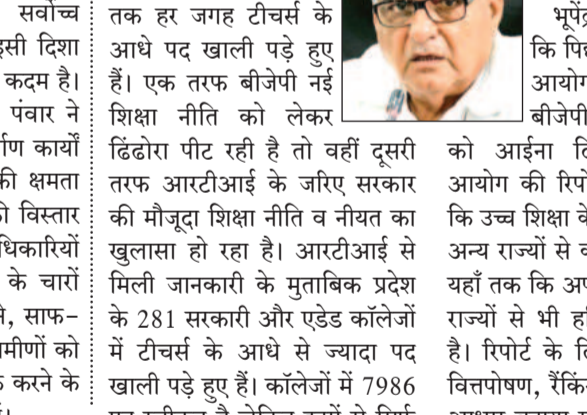 सर्वोच्च
इसी दिशा
कदम है।
पंवार ने
कार्यों
की क्षमता
विस्तार
के चारों
साफ-
को
करने के
तक हर जगह टीचर्स के
आधे पद खाली पड़े हुए
हैं। एक तरफ बीजेपी नई
शिक्षा नीति को लेकर
ढिंढोरा पीट रही है तो वहीं दूसरी
तरफ आरटीआई के जरिए सरकार
की मौजूदा शिक्षा नीति व नीयत का
खुलासा हो रहा है। आरटीआई से
मिली जानकारी के मुताबिक प्रदेश
के 281 सरकारी और एडेड कॉलेजों
में टीचर्स के आधे से ज्यादा पद
खाली पड़े हुए हैं। कॉलेजों में 7986
कि
आयोग
बीजेपी
को आईना
आयोग की
कि उच्च शिक्षा
अन्य राज्यों से
यहाँ तक कि
राज्यों से भी
है। रिपोर्ट के
वित्तपोषण,